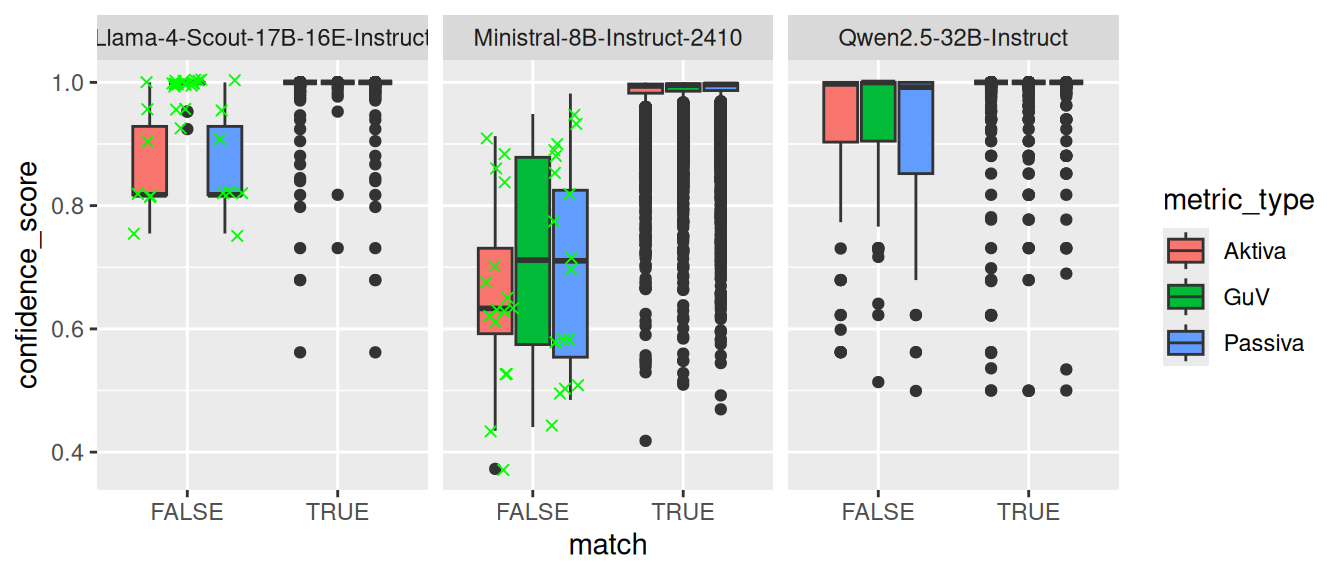 Llama-4-Scout-17B-16E-Instruct
Ministral-8B-Instruct-2410
Qwen2.5-32B-Instruct
1.0
0.8
0.6
0.4
confidence_score
FALSE
TRUE
FALSE
TRUE
FALSE
TRUE
match
metric_type
Aktiva
GuV
Passiva